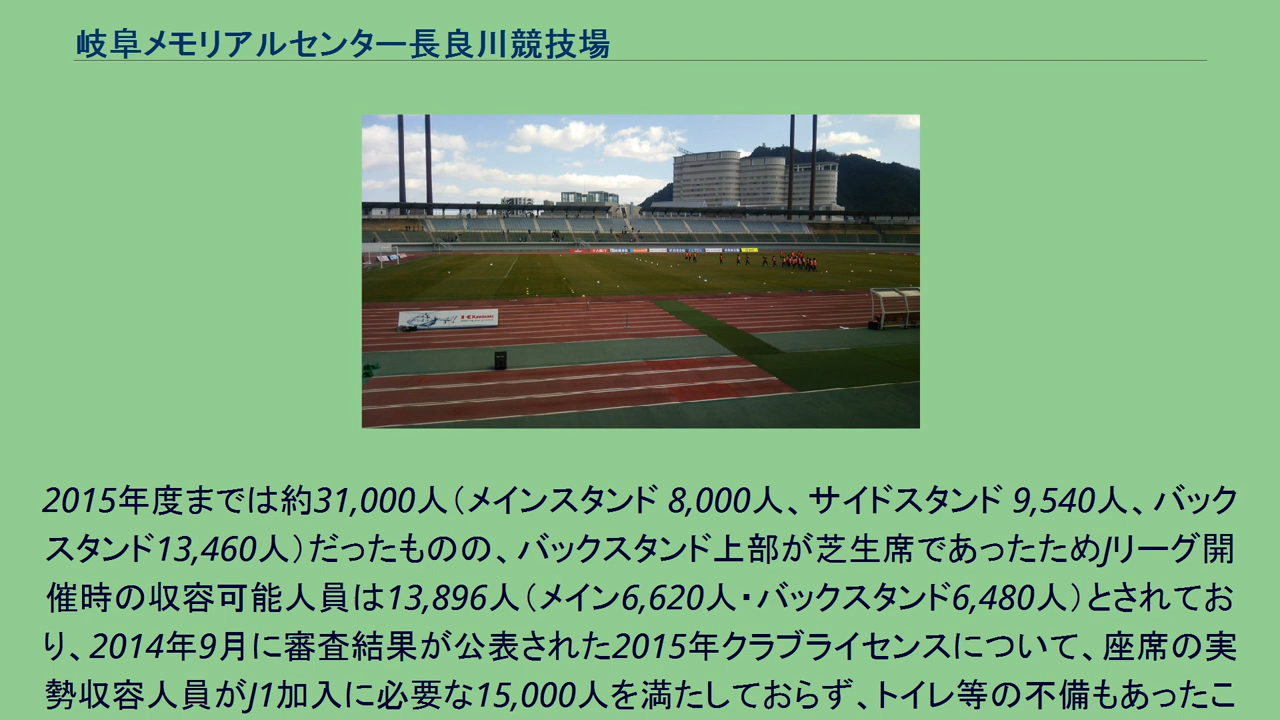 岐阜メモリアルセンター長良川競技場
Kawasaki
2015年度までは約31,000人（メインスタンド 8,000人、サイドスタンド 9,540人、バック
スタンド13,460人）だったものの、バックスタンド上部が芝生席であったためJリーグ開
催時の収容可能人員は13,896人（メイン6,620人・バックスタンド6,480人）とされてお
り、2014年9月に審査結果が公表された2015年クラブライセンスについて、座席の実
勢収容人員がJ1加入に必要な15,000人を満たしておらず、トイレ等の不備もあったこ